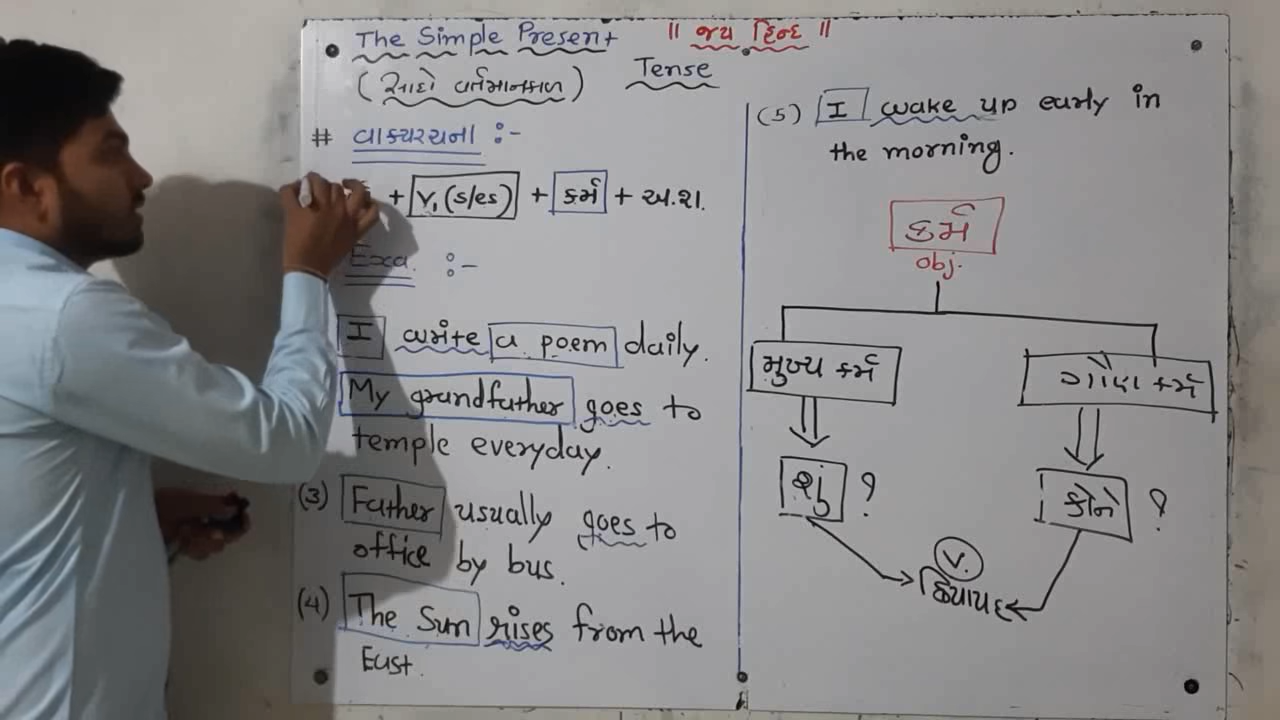 The Simple Present
Tense
|| જય હિન્દ ||
(સાદો વર્તમાનકાળ)
# વાક્યરચના :-
+ V₁ (s/es) + કર્મ + અ.શ.
Exa. :-
I write a poem daily.
My grandfather goes to
temple everyday.
(3) Father usually goes to
office by bus.
(4) The Sun rises from the
East.
(5) I wake up early in
the morning.
કર્મ
obj.
મુખ્ય કર્મ
ગૌણ કર્મ
શું ?
કોને ?
V.
ક્રિયાપદ